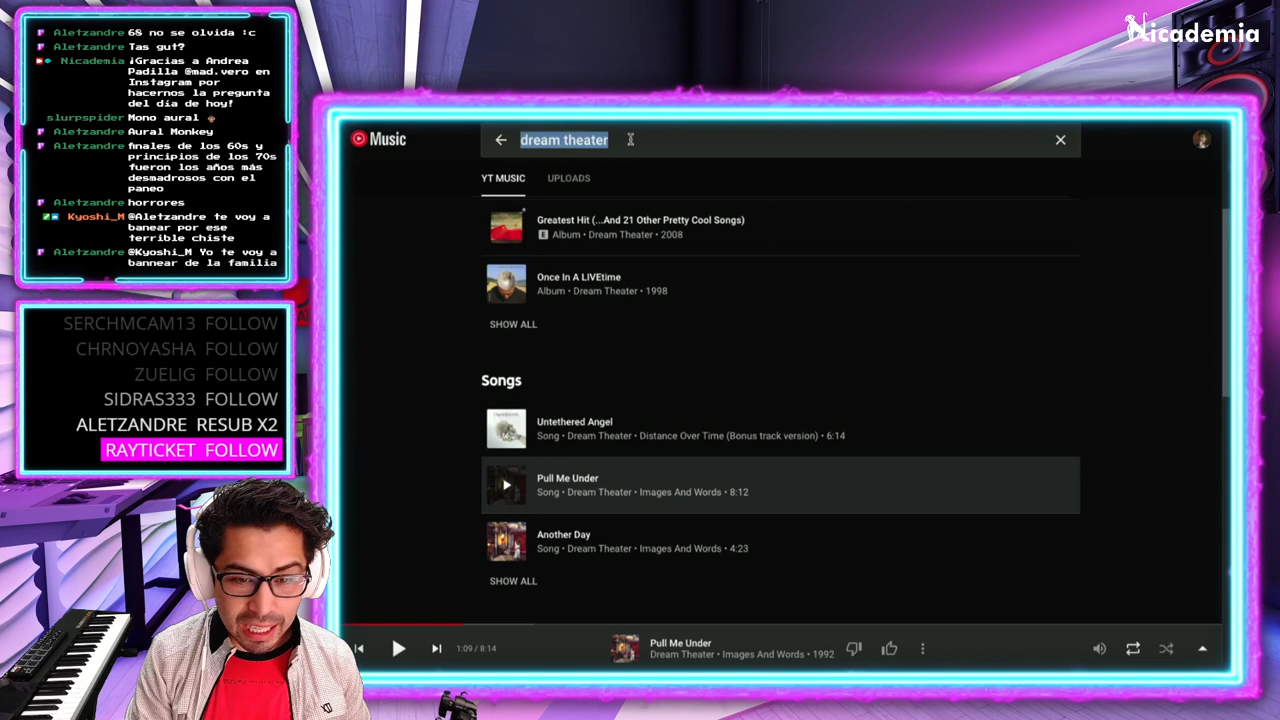 Aletzandre 68 no se olvida :c
Aletzandre Tas gut?
Nicademia ¡Gracias a Andrea
Padilla @mad.vero en
Instagram por
hacernos la pregunta
del día de hoy!
slurpspider Mono aural
Aletzandre Aural Monkey
Aletzandre finales de los 60s y
principios de los 70s
fueron los años más
desmadrosos con el
paneo
Aletzandre horrores
Kyoshi_M @Aletzandre te voy a
banear por ese
terrible chiste
Aletzandre @Kyoshi_M Yo te voy a
bannear de la familia
SERCHMCAM13 FOLLOW
CHRNOYASHA FOLLOW
ZUELIG FOLLOW
SIDRAS333 FOLLOW
ALETZANDRE RESUB X2
RAYTICKET FOLLOW
Nicademia
Music
dream theater
YT MUSIC UPLOADS
Greatest Hit (...And 21 Other Pretty Cool Songs)
E Album • Dream Theater • 2008
Once In A LIVEtime
Album • Dream Theater • 1998
SHOW ALL
Songs
Untethered Angel
Song • Dream Theater • Distance Over Time (Bonus track version) • 6:14
Pull Me Under
Song • Dream Theater • Images And Words • 8:12
Another Day
Song • Dream Theater • Images And Words • 4:23
SHOW ALL
1:09 / 8:14
Pull Me Under
Dream Theater • Images And Words • 1992